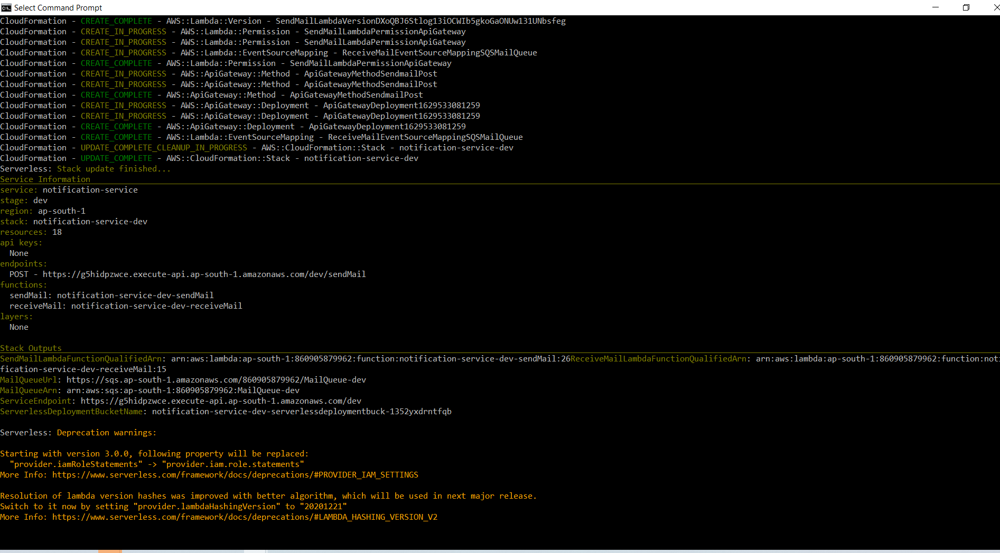 Select Command Prompt
CloudFormation - CREATE_COMPLETE - AWS::Lambda::Version - SendMailLambdaVersionDXoQBJ6Stlog13iOCWIb5gkoGaONUw131UNbsfeg
CloudFormation - CREATE_IN_PROGRESS - AWS::Lambda::Permission - SendMailLambdaPermissionApiGateway
CloudFormation - CREATE_IN_PROGRESS - AWS::Lambda::Permission - SendMailLambdaPermissionApiGateway
CloudFormation - CREATE_IN_PROGRESS - AWS::Lambda::EventSourceMapping - ReceiveMailEventSourceMappingSQSMailQueue
CloudFormation - CREATE_COMPLETE - AWS::Lambda::Permission - SendMailLambdaPermissionApiGateway
CloudFormation - CREATE_IN_PROGRESS - AWS::ApiGateway::Method - ApiGatewayMethodSendmailPost
CloudFormation - CREATE_IN_PROGRESS - AWS::ApiGateway::Method - ApiGatewayMethodSendmailPost
CloudFormation - CREATE_COMPLETE - AWS::ApiGateway::Method - ApiGatewayMethodSendmailPost
CloudFormation - CREATE_IN_PROGRESS - AWS::ApiGateway::Deployment - ApiGatewayDeployment1629533081259
CloudFormation - CREATE_IN_PROGRESS - AWS::ApiGateway::Deployment - ApiGatewayDeployment1629533081259
CloudFormation - CREATE_COMPLETE - AWS::ApiGateway::Deployment - ApiGatewayDeployment1629533081259
CloudFormation - CREATE_COMPLETE - AWS::Lambda::EventSourceMapping - ReceiveMailEventSourceMappingSQSMailQueue
CloudFormation - UPDATE_COMPLETE_CLEANUP_IN_PROGRESS - AWS::CloudFormation::Stack - notification-service-dev
CloudFormation - UPDATE_COMPLETE - AWS::CloudFormation::Stack - notification-service-dev
Serverless: Stack update finished...
Service Information
service: notification-service
stage: dev
region: ap-south-1
stack: notification-service-dev
resources: 18
api keys:
  None
endpoints:
  POST - https://g5hidpzwce.execute-api.ap-south-1.amazonaws.com/dev/sendMail
functions:
  sendMail: notification-service-dev-sendMail
  receiveMail: notification-service-dev-receiveMail
layers:
  None
Stack Outputs
SendMailLambdaFunctionQualifiedArn: arn:aws:lambda:ap-south-1:860905879962:function:notification-service-dev-sendMail:26ReceiveMailLambdaFunctionQualifiedArn: arn:aws:lambda:ap-south-1:860905879962:function:noti
fication-service-dev-receiveMail:15
MailQueueUrl: https://sqs.ap-south-1.amazonaws.com/860905879962/MailQueue-dev
MailQueueArn: arn:aws:sqs:ap-south-1:860905879962:MailQueue-dev
ServiceEndpoint: https://g5hidpzwce.execute-api.ap-south-1.amazonaws.com/dev
ServerlessDeploymentBucketName: notification-service-dev-serverlessdeploymentbuck-1352yxdrntfqb
Serverless: Deprecation warnings:
Starting with version 3.0.0, following property will be replaced:
  "provider.iamRoleStatements" -> "provider.iam.role.statements"
More Info: https://www.serverless.com/framework/docs/deprecations/#PROVIDER_IAM_SETTINGS
Resolution of lambda version hashes was improved with better algorithm, which will be used in next major release.
Switch to it now by setting "provider.lambdaHashingVersion" to "20201221"
More Info: https://www.serverless.com/framework/docs/deprecations/#LAMBDA_HASHING_VERSION_V2